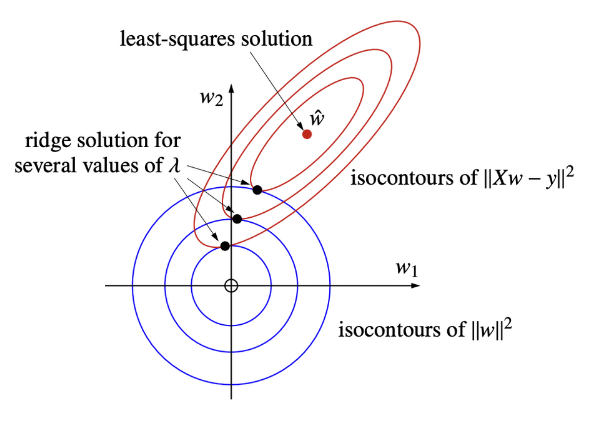 least-squares solution
w₂
ŵ
ridge solution for
several values of λ
isocontours of ‖Xw − y‖²
w₁
isocontours of ‖w‖²